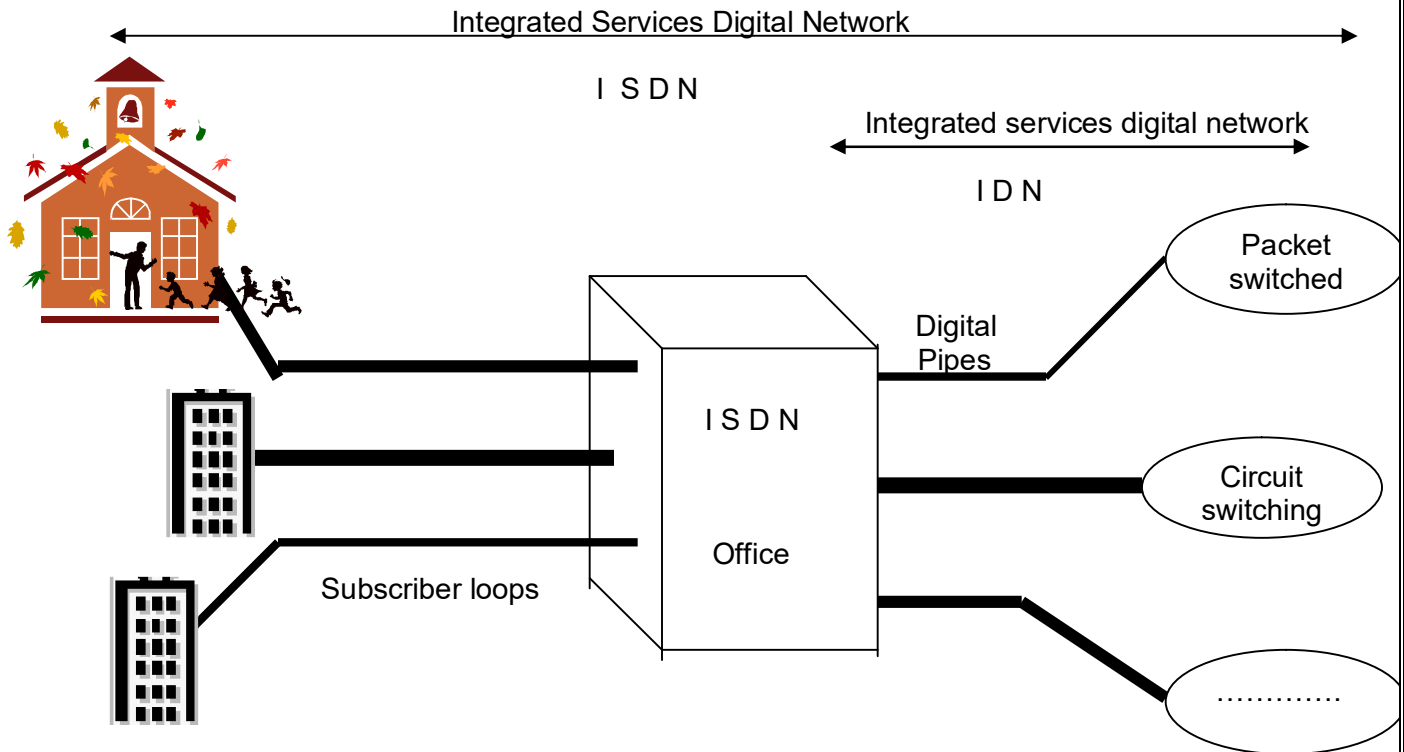 Integrated Services Digital Network
I S D N
Integrated services digital network
I D N
Packet
switched
Digital
Pipes
I S D N
Circuit
switching
Office
Subscriber loops
.............